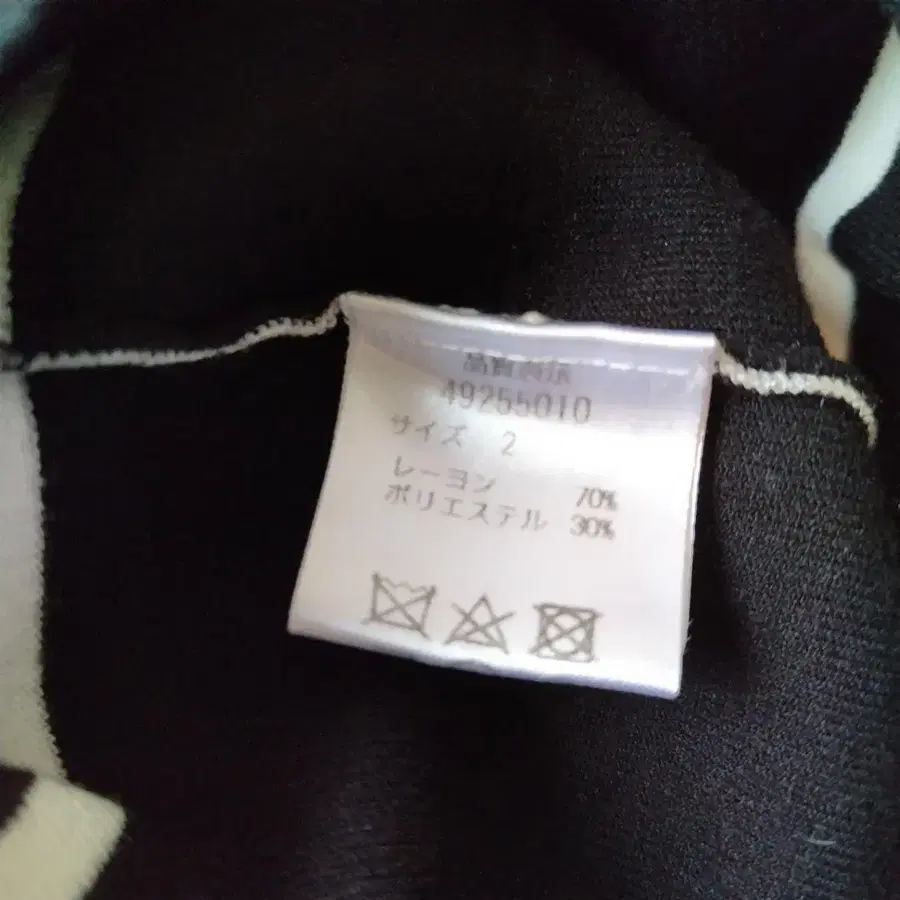 品質表示
49255010
サイズ 2
レーヨン 70%
ポリエステル 30%